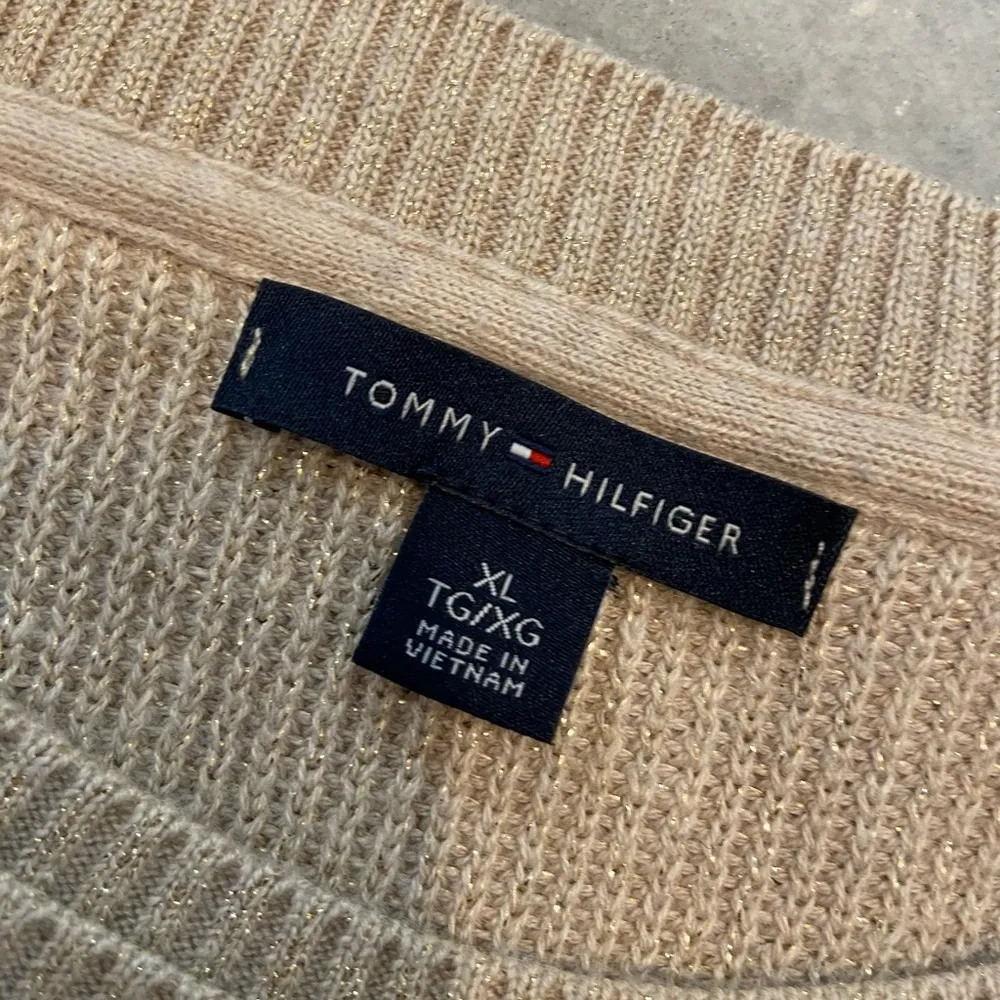 TOMMY HILFIGER
XL
TG/XG
MADE IN
VIETNAM